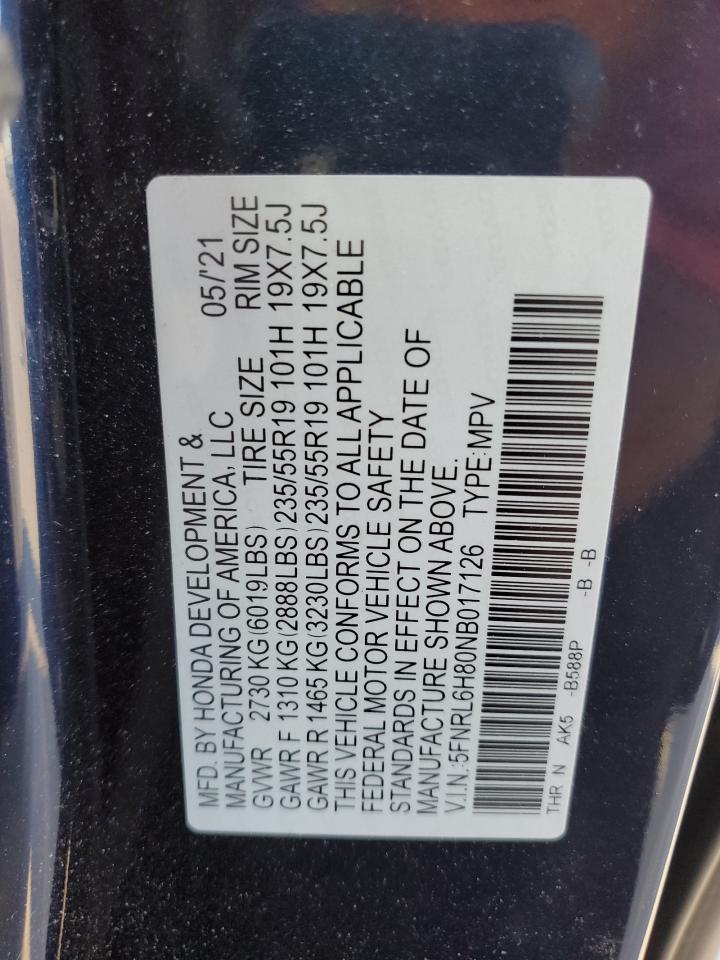 MFD. BY HONDA DEVELOPMENT &
MANUFACTURING OF AMERICA, LLC 05/'21
GVWR 2730 KG(6019LBS) TIRE SIZE RIM SIZE
GAWR F 1310 KG(2888LBS)235/55R19 101H 19X7.5J
GAWR R 1465 KG(3230LBS)235/55R19 101H 19X7.5J
THIS VEHICLE CONFORMS TO ALL APPLICABLE
FEDERAL MOTOR VEHICLE SAFETY
STANDARDS IN EFFECT ON THE DATE OF
MANUFACTURE SHOWN ABOVE.
V.I.N.:5FNRL6H80NB017126 TYPE:MPV
THR N AK5 -B588P -B -B